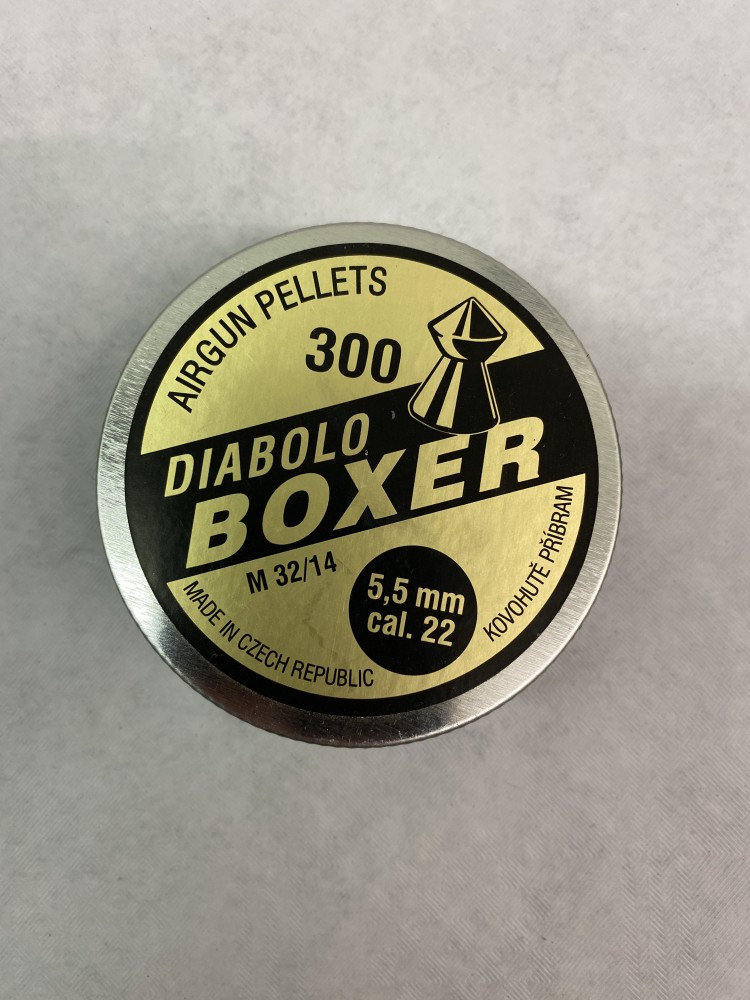 AIRGUN PELLETS
300
DIABOLO
BOXER
M 32/14
5,5 mm
cal. 22
MADE IN CZECH REPUBLIC
KOVOHUTĚ PŘÍBRAM